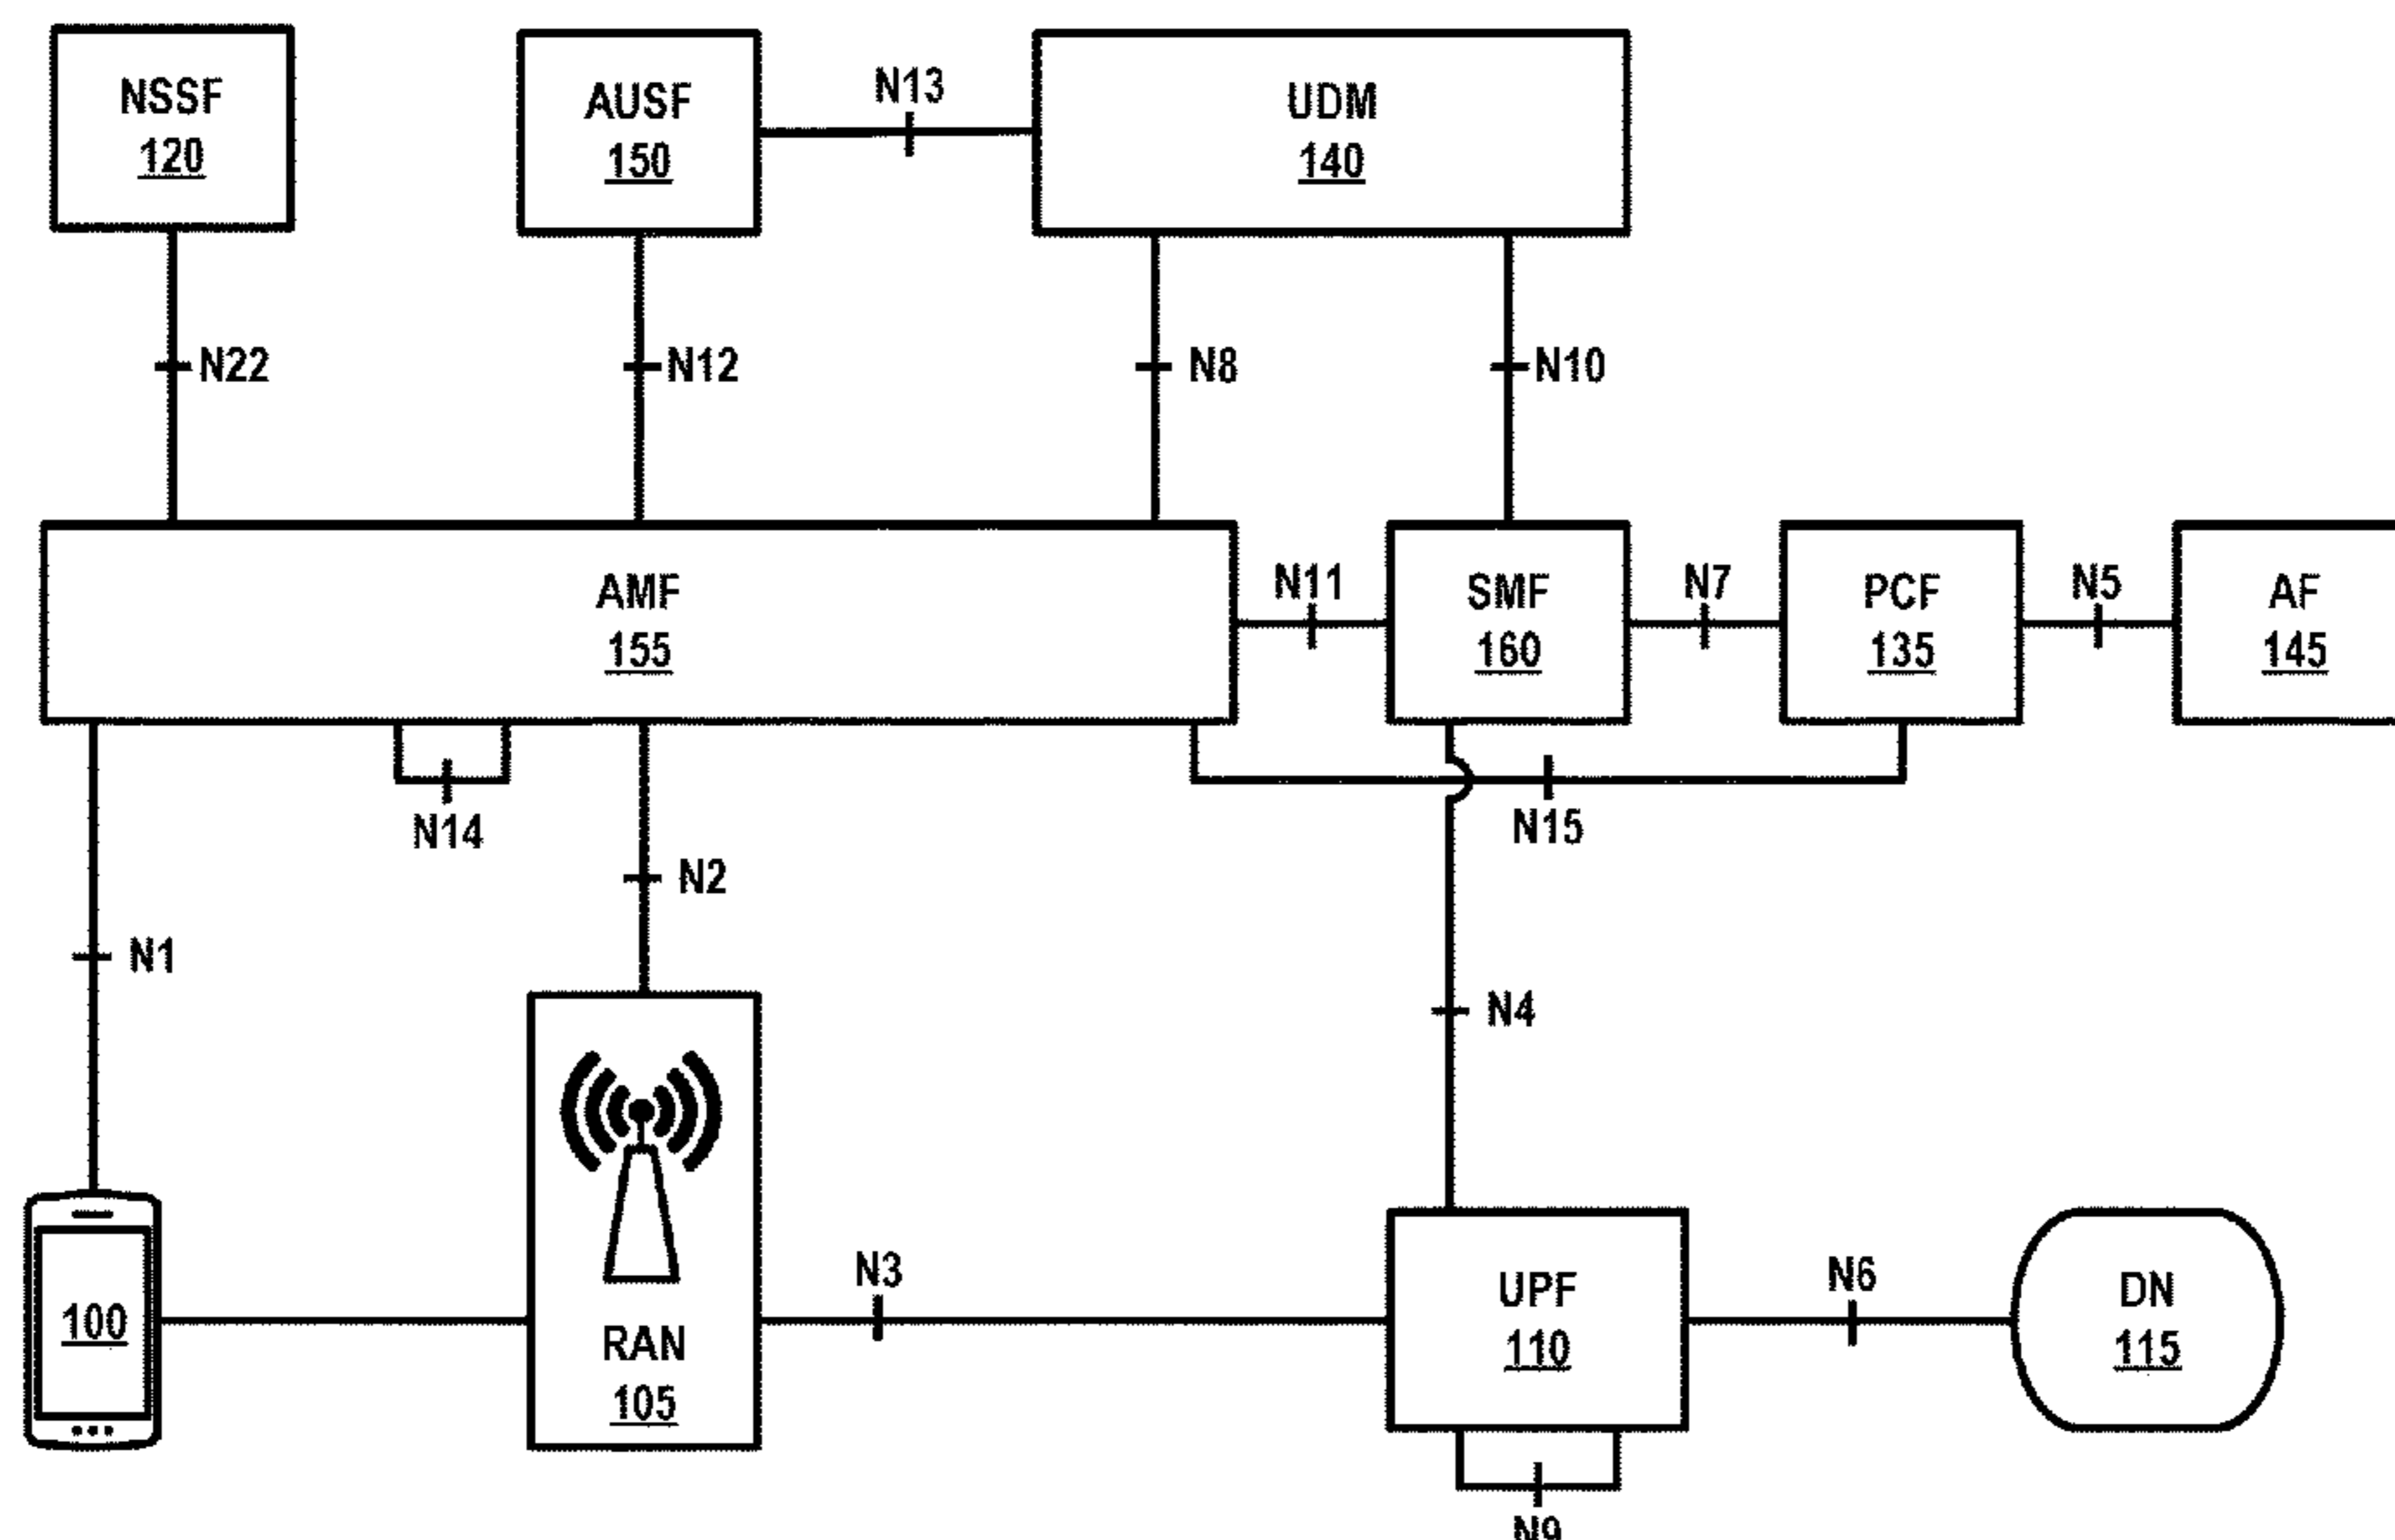 NSSF
120
AUSF
150
N13
UDM
140
N22
N12
N8
N10
AMF
155
N11
SMF
160
N7
PCF
135
N5
AF
145
N14
N15
N2
N1
N4
100
RAN
105
N3
UPF
110
N6
DN
115
N9